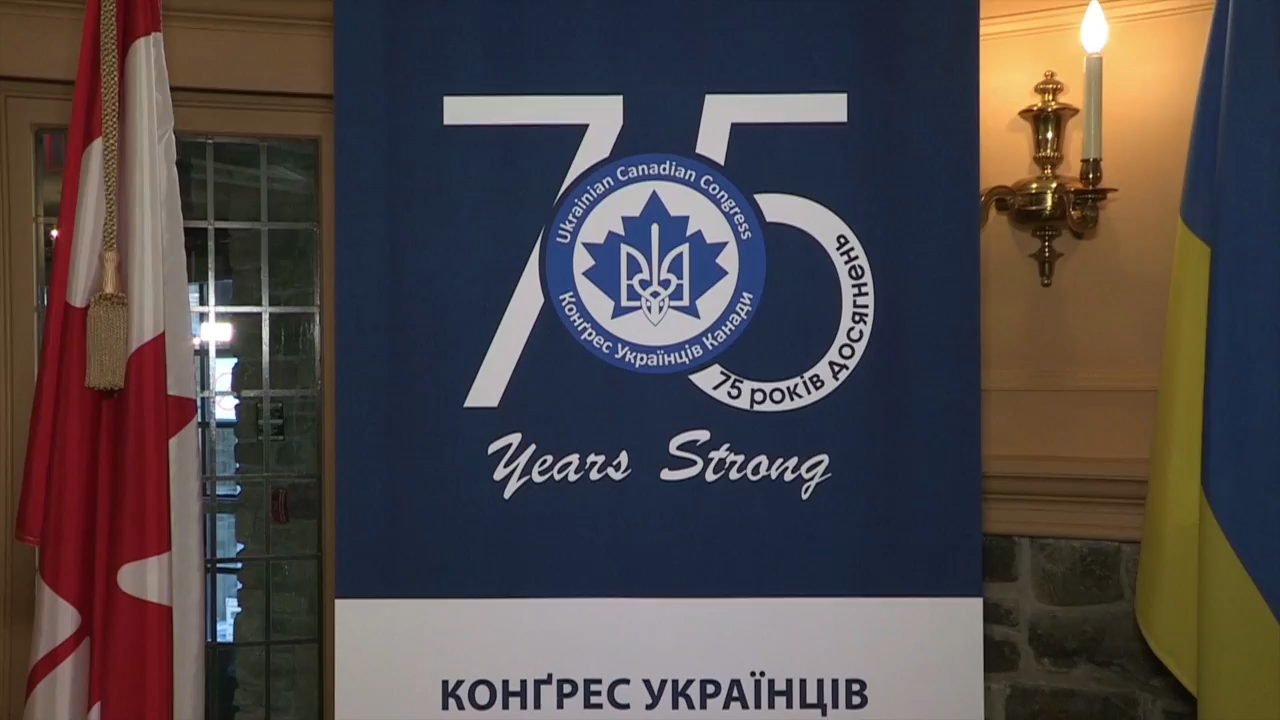 75
Ukrainian Canadian Congress
Конґрес Українців Канади
75 років досягнень
Years Strong
КОНҐРЕС УКРАЇНЦІВ